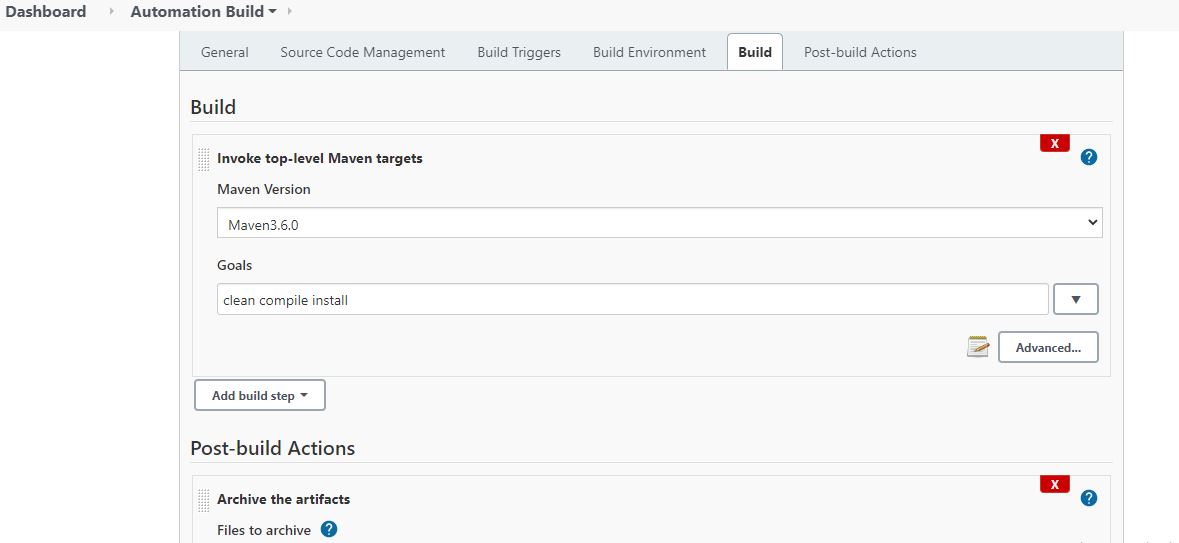 Dashboard Automation Build
General Source Code Management Build Triggers Build Environment Build Post-build Actions
Build
X
Invoke top-level Maven targets ?
Maven Version
Maven3.6.0
Goals
clean compile install ▼
Advanced...
Add build step
Post-build Actions
X
Archive the artifacts ?
Files to archive ?